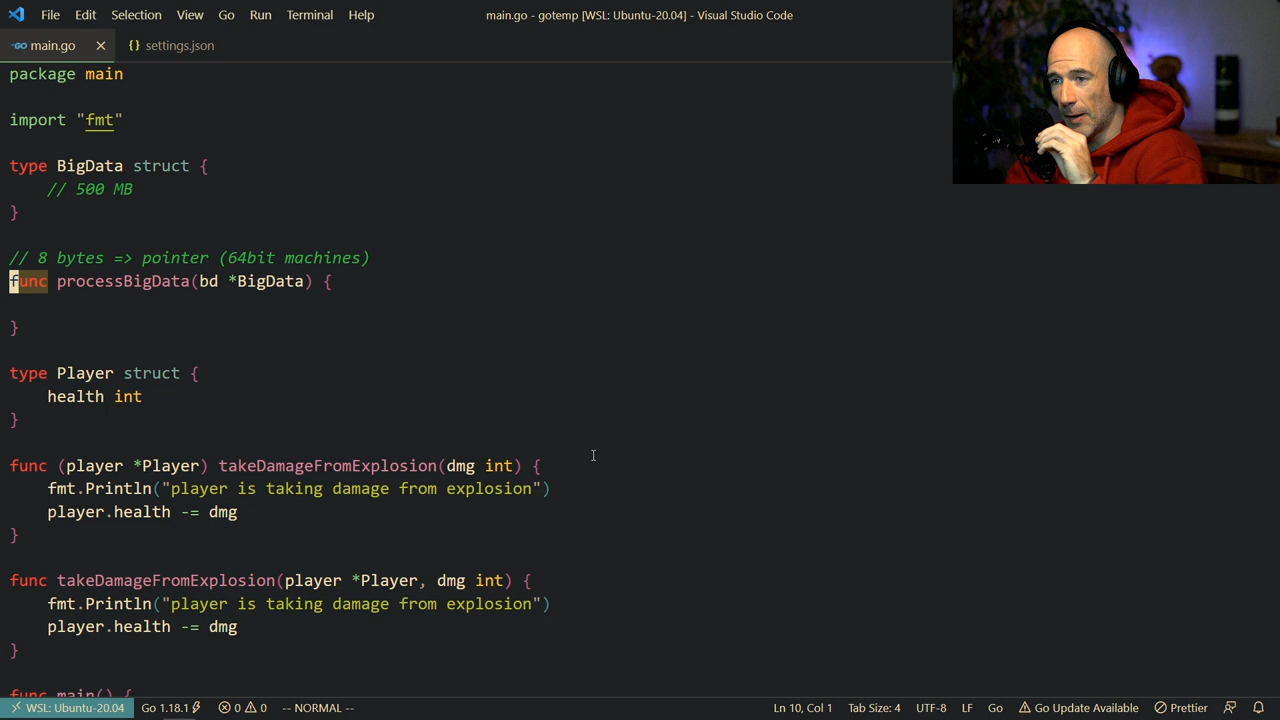 File Edit Selection View Go Run Terminal Help
main.go - gotemp [WSL: Ubuntu-20.04] - Visual Studio Code
main.go
{} settings.json
package main
import "fmt"
type BigData struct {
// 500 MB
}
// 8 bytes => pointer (64bit machines)
func processBigData(bd *BigData) {
}
type Player struct {
health int
}
func (player *Player) takeDamageFromExplosion(dmg int) {
fmt.Println("player is taking damage from explosion")
player.health -= dmg
}
func takeDamageFromExplosion(player *Player, dmg int) {
fmt.Println("player is taking damage from explosion")
player.health -= dmg
}
func main() {
WSL: Ubuntu-20.04 Go 1.18.1 0 0 -- NORMAL -- Ln 10, Col 1 Tab Size: 4 UTF-8 LF Go Go Update Available Prettier